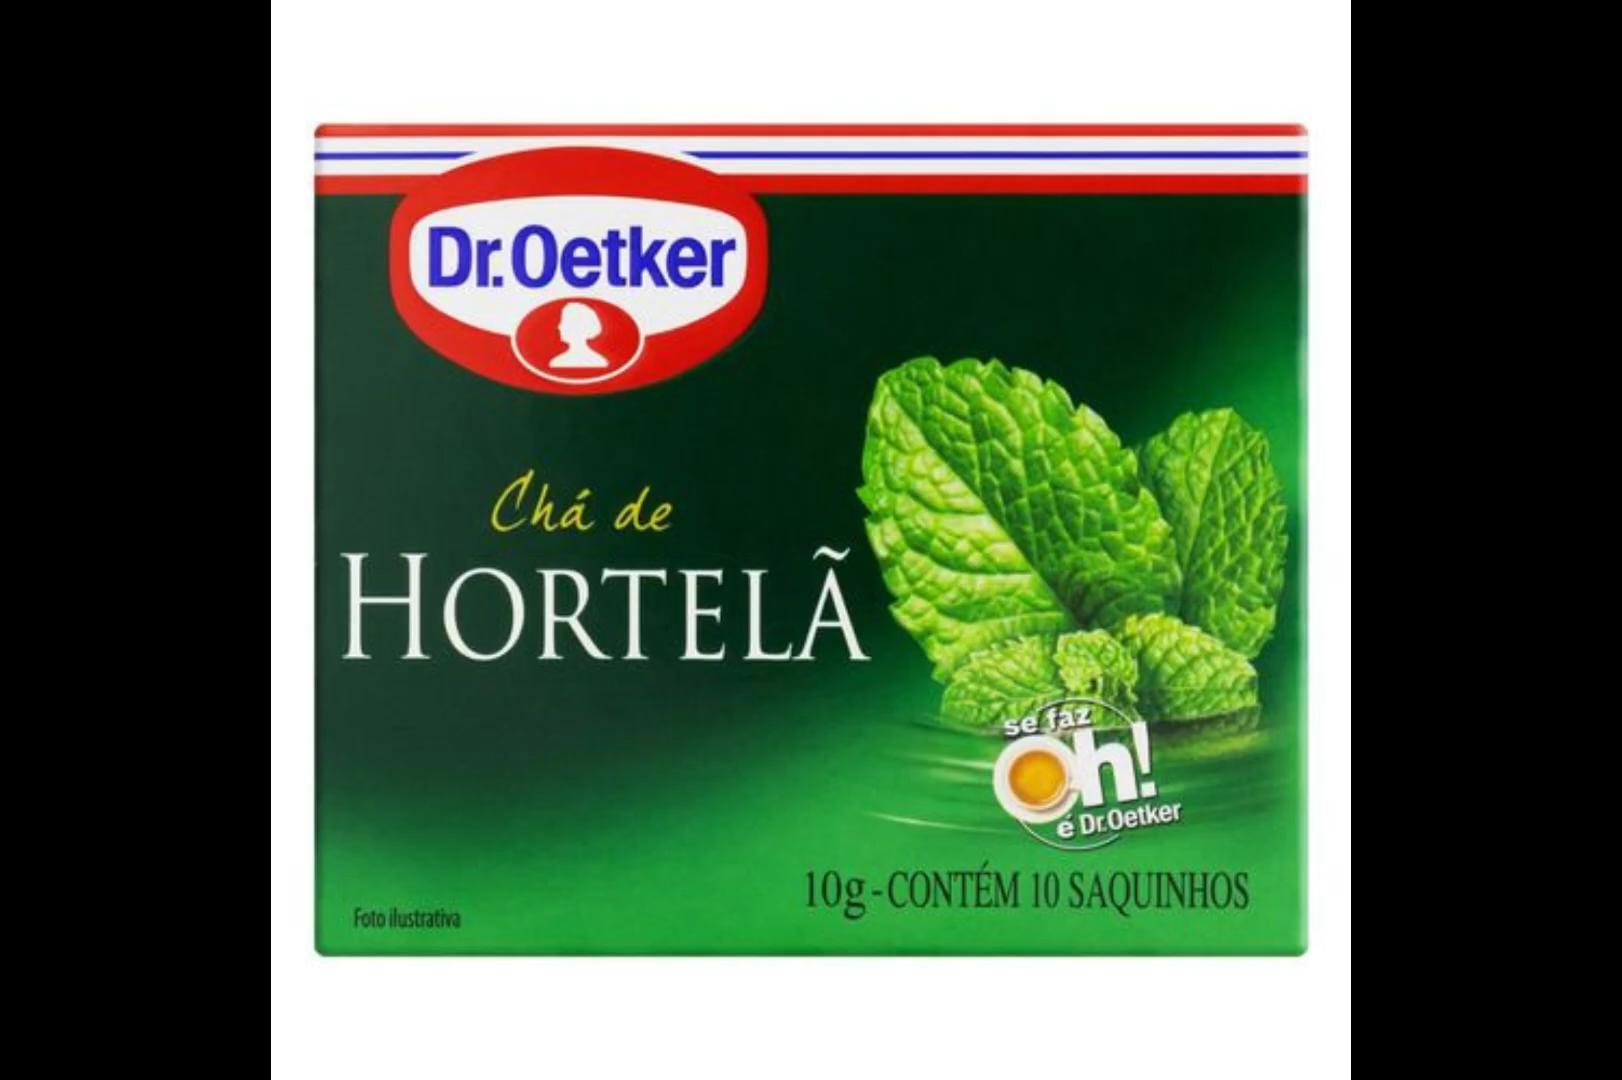 Dr.Oetker
Chá de
HORTELÃ
se faz
Oh!
é Dr.Oetker
10g - CONTÉM 10 SAQUINHOS
Foto ilustrativa